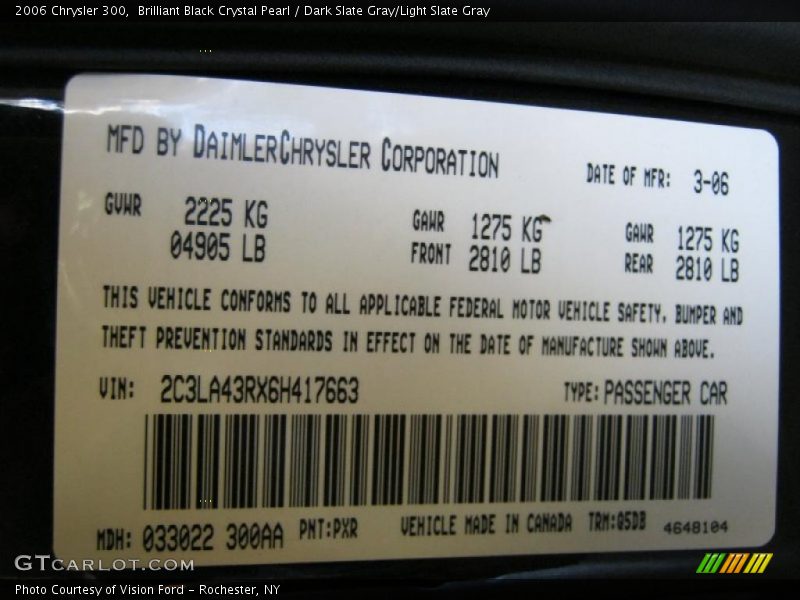 2006 Chrysler 300,  Brilliant Black Crystal Pearl / Dark Slate Gray/Light Slate Gray
MFD BY DAIMLERCHRYSLER CORPORATION
DATE OF MFR: 3-06
GVWR 2225 KG
04905 LB
GAWR 1275 KG
FRONT 2810 LB
GAWR 1275 KG
REAR 2810 LB
THIS VEHICLE CONFORMS TO ALL APPLICABLE FEDERAL MOTOR VEHICLE SAFETY, BUMPER AND
THEFT PREVENTION STANDARDS IN EFFECT ON THE DATE OF MANUFACTURE SHOWN ABOVE.
VIN: 2C3LA43RX6H417663
TYPE: PASSENGER CAR
MDH: 033022 300AA PNT:PXR VEHICLE MADE IN CANADA TRM:Q5DB 4648104
GTCARLOT.COM
Photo Courtesy of Vision Ford - Rochester, NY